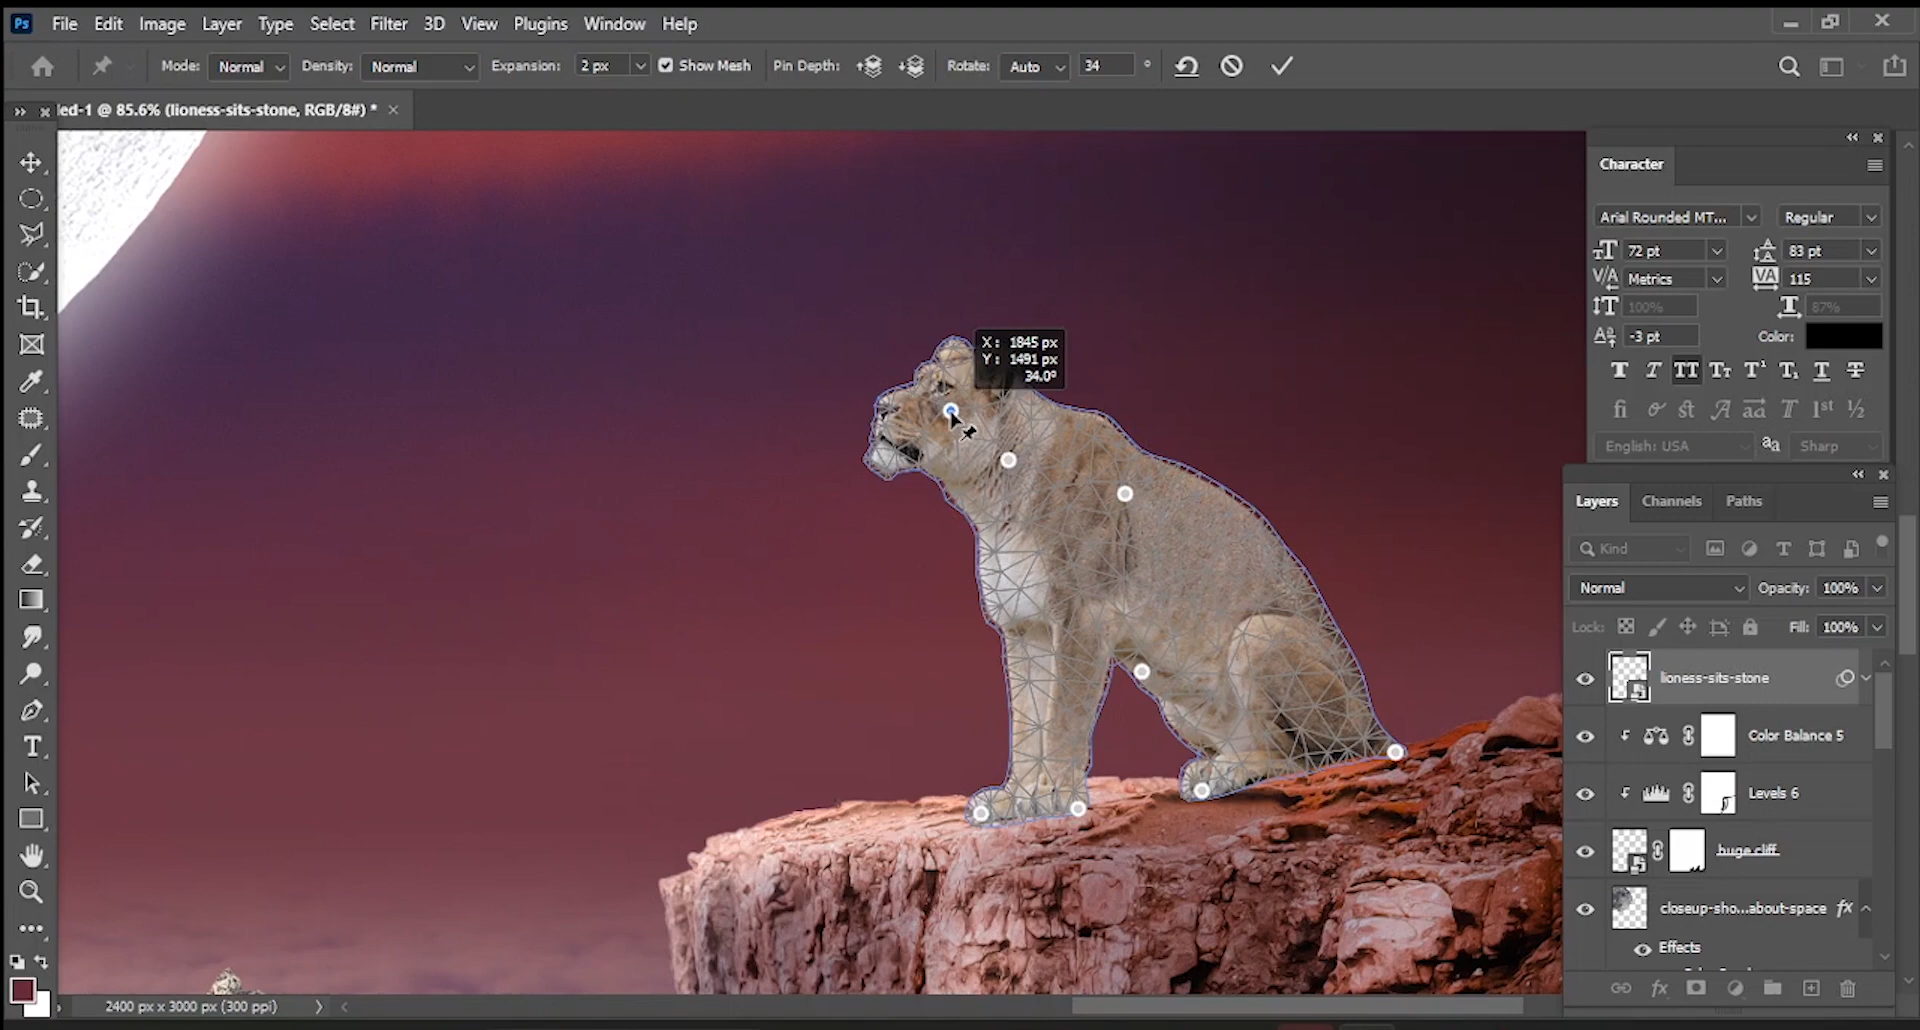 Ps File Edit Image Layer Type Select Filter 3D View Plugins Window Help
Mode: Normal Density: Normal Expansion: 2 px Show Mesh Pin Depth: Rotate: Auto 34 °
led-1 @ 85.6% (lioness-sits-stone, RGB/8#) *
X: 1845 px
Y: 1491 px
34.0°
Character
Arial Rounded MT... Regular
72 pt 83 pt
Metrics 115
100% 87%
-3 pt Color:
English: USA aa Sharp
Layers Channels Paths
Kind
Normal Opacity: 100%
Lock: Fill: 100%
lioness-sits-stone
Color Balance 5
Levels 6
huge cliff
closeup-sho...about-space fx
Effects
2400 px x 3000 px (300 ppi)